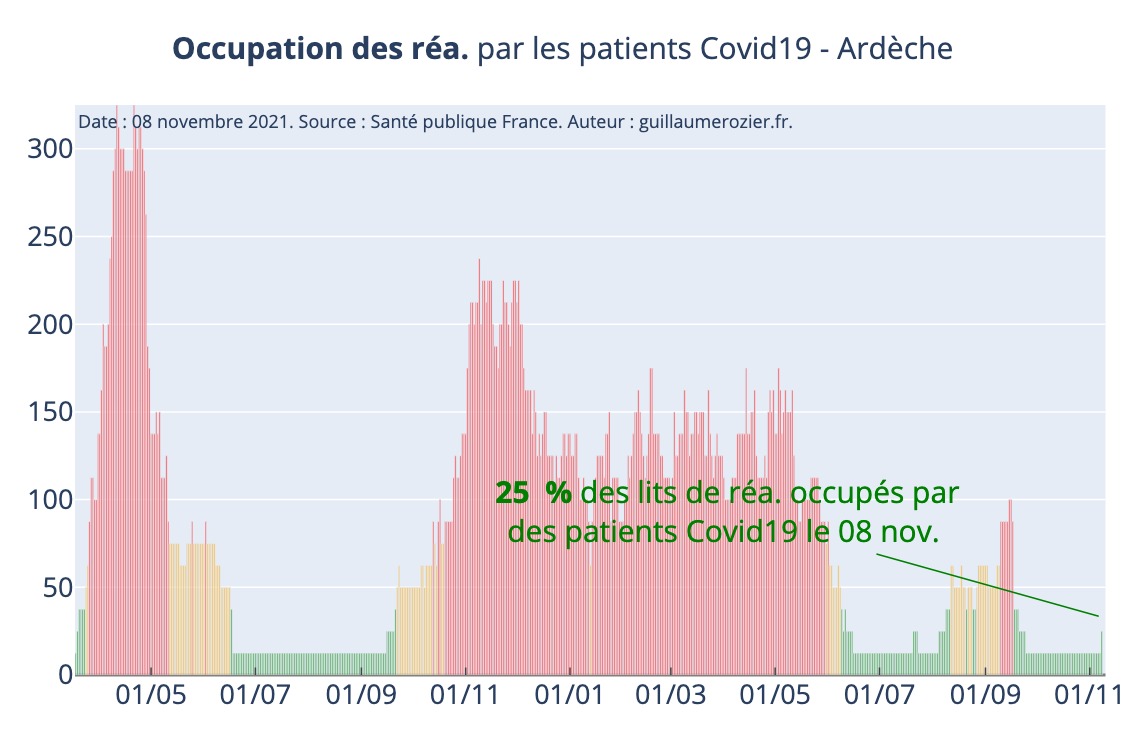 Occupation des réa. par les patients Covid19 - Ardèche
Date : 08 novembre 2021. Source : Santé publique France. Auteur : guillaumerozier.fr.
300
250
200
150
100
50
0
25 % des lits de réa. occupés par
des patients Covid19 le 08 nov.
01/05 01/07 01/09 01/11 01/01 01/03 01/05 01/07 01/09 01/11